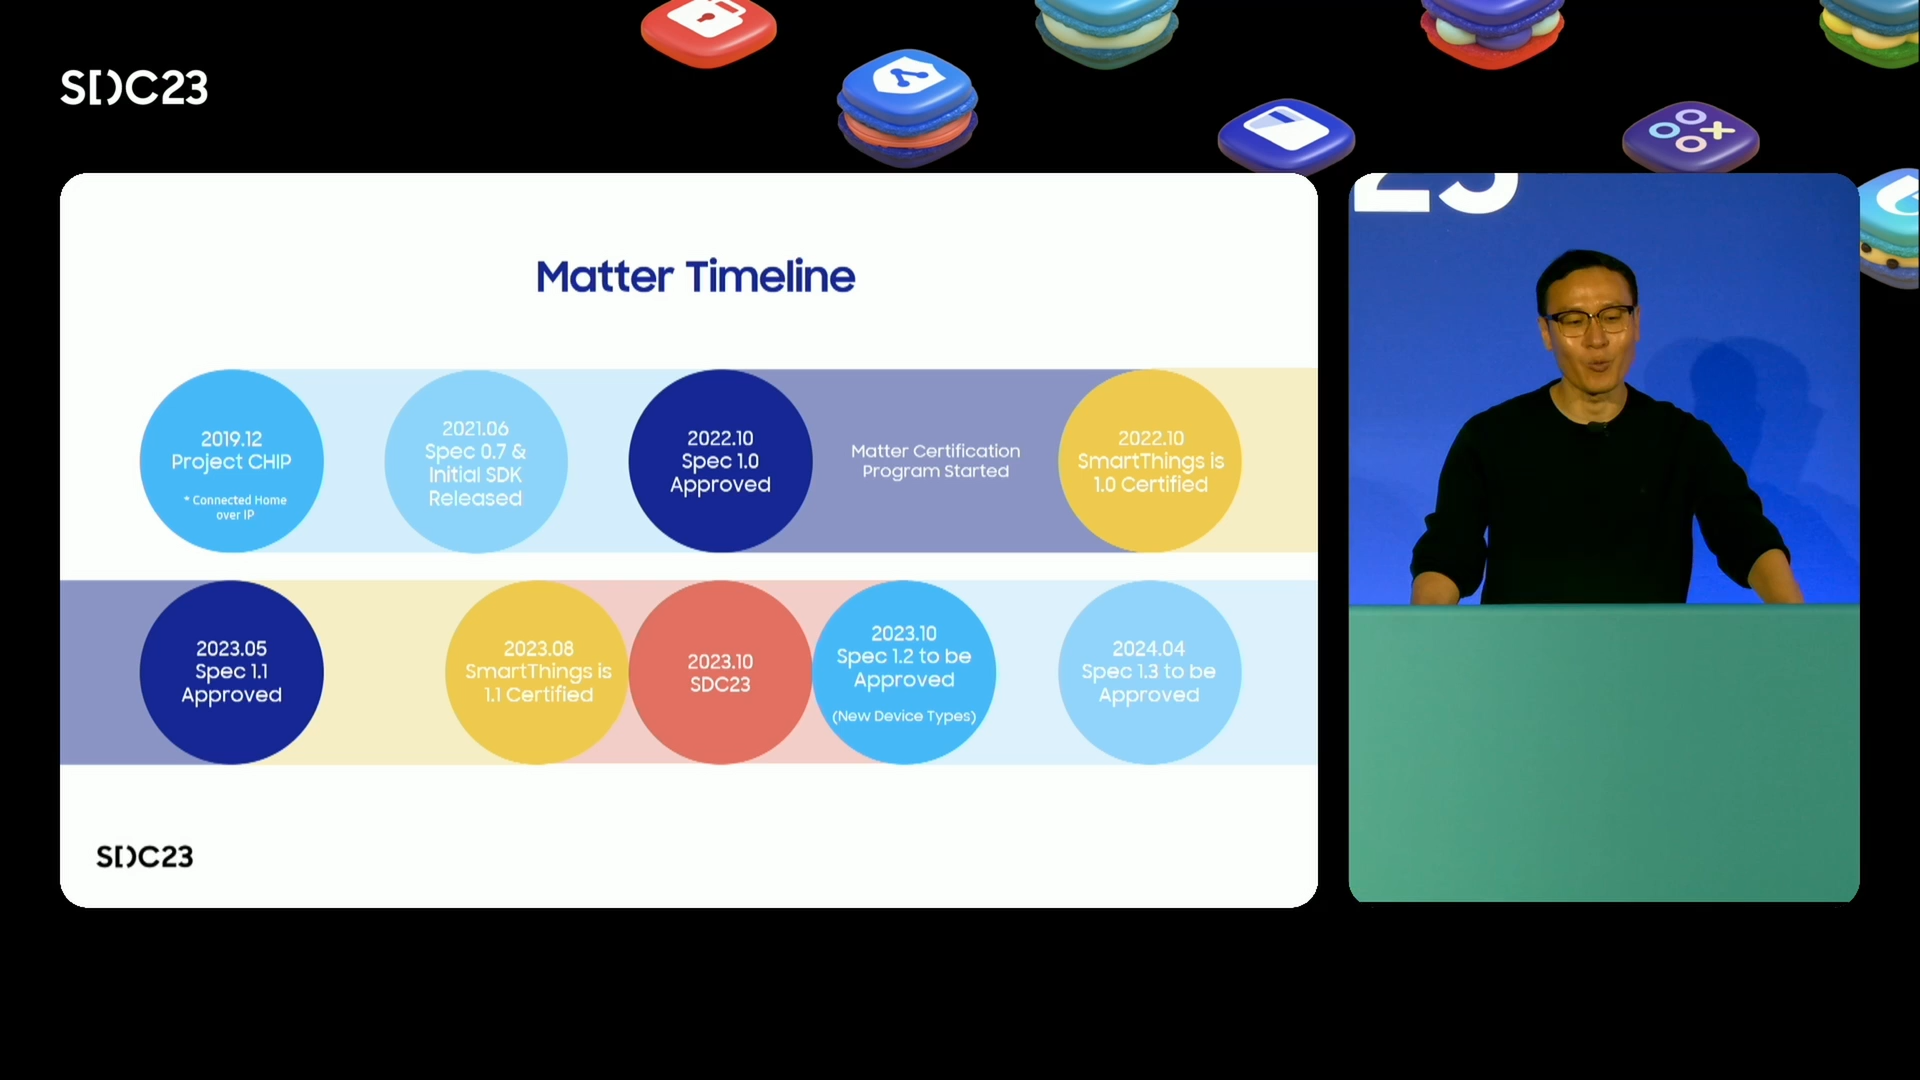 SDC23
23
Matter Timeline
2019.12
Project CHIP
* Connected Home
over IP
2021.06
Spec 0.7 &
Initial SDK
Released
2022.10
Spec 1.0
Approved
Matter Certification
Program Started
2022.10
SmartThings is
1.0 Certified
2023.05
Spec 1.1
Approved
2023.08
SmartThings is
1.1 Certified
2023.10
SDC23
2023.10
Spec 1.2 to be
Approved
(New Device Types)
2024.04
Spec 1.3 to be
Approved
SDC23